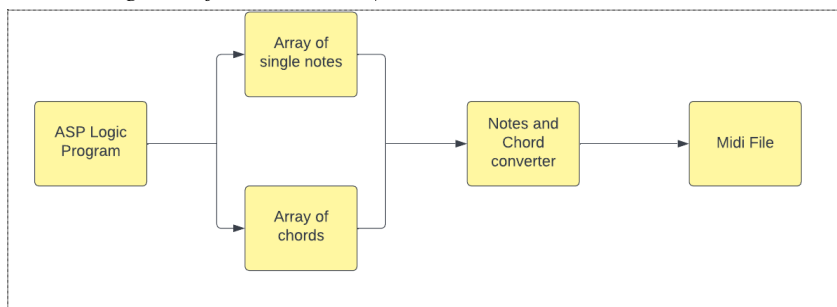 Array of
single notes
ASP Logic
Program
Notes and
Chord
converter
Midi File
Array of
chords